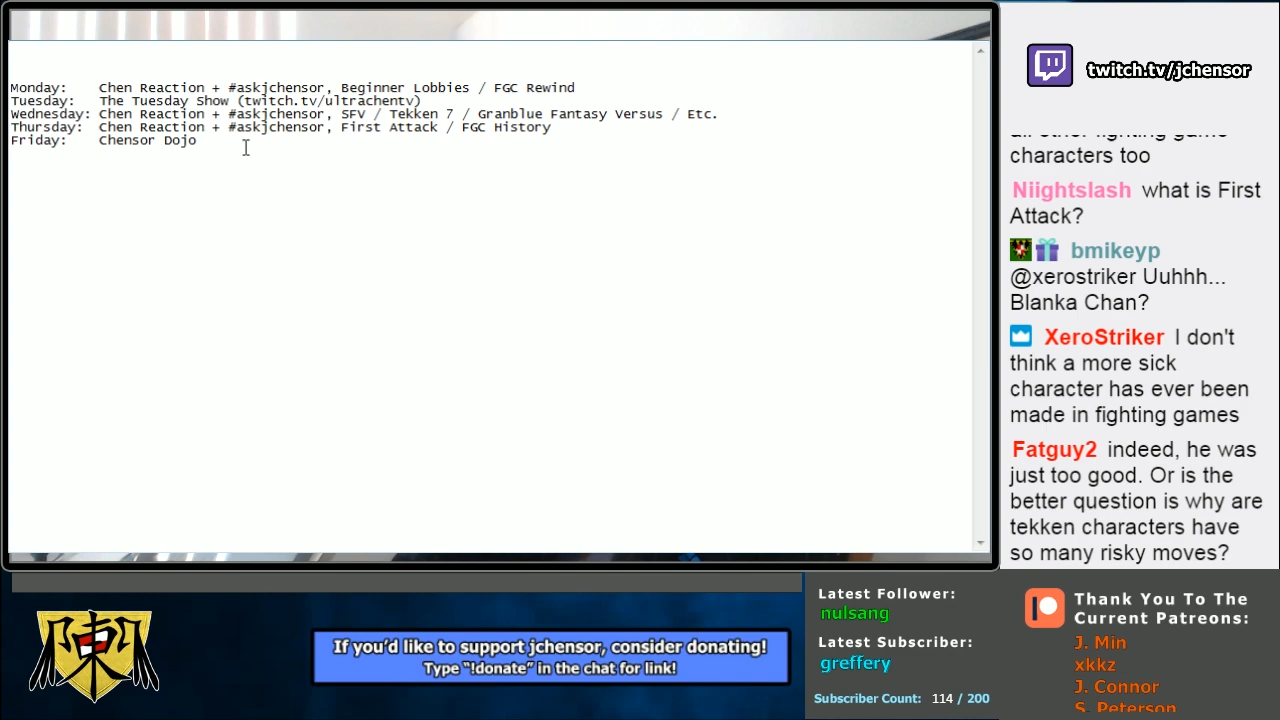 Monday: Chen Reaction + #askjchensor, Beginner Lobbies / FGC Rewind
Tuesday: The Tuesday Show (twitch.tv/ultrachentv)
Wednesday: Chen Reaction + #askjchensor, SFV / Tekken 7 / Granblue Fantasy Versus / Etc.
Thursday: Chen Reaction + #askjchensor, First Attack / FGC History
Friday: Chensor Dojo
twitch.tv/jchensor
all other fighting game
characters too
Niightslash what is First
Attack?
bmikeyp
@xerostriker Uuhhh...
Blanka Chan?
XeroStriker I don't
think a more sick
character has ever been
made in fighting games
Fatguy2 indeed, he was
just too good. Or is the
better question is why are
tekken characters have
so many risky moves?
If you'd like to support jchensor, consider donating!
Type "!donate" in the chat for link!
Latest Follower:
nulsang
Latest Subscriber:
greffery
Subscriber Count: 114 / 200
Thank You To The
Current Patreons:
J. Min
xkkz
J. Connor
S. Peterson